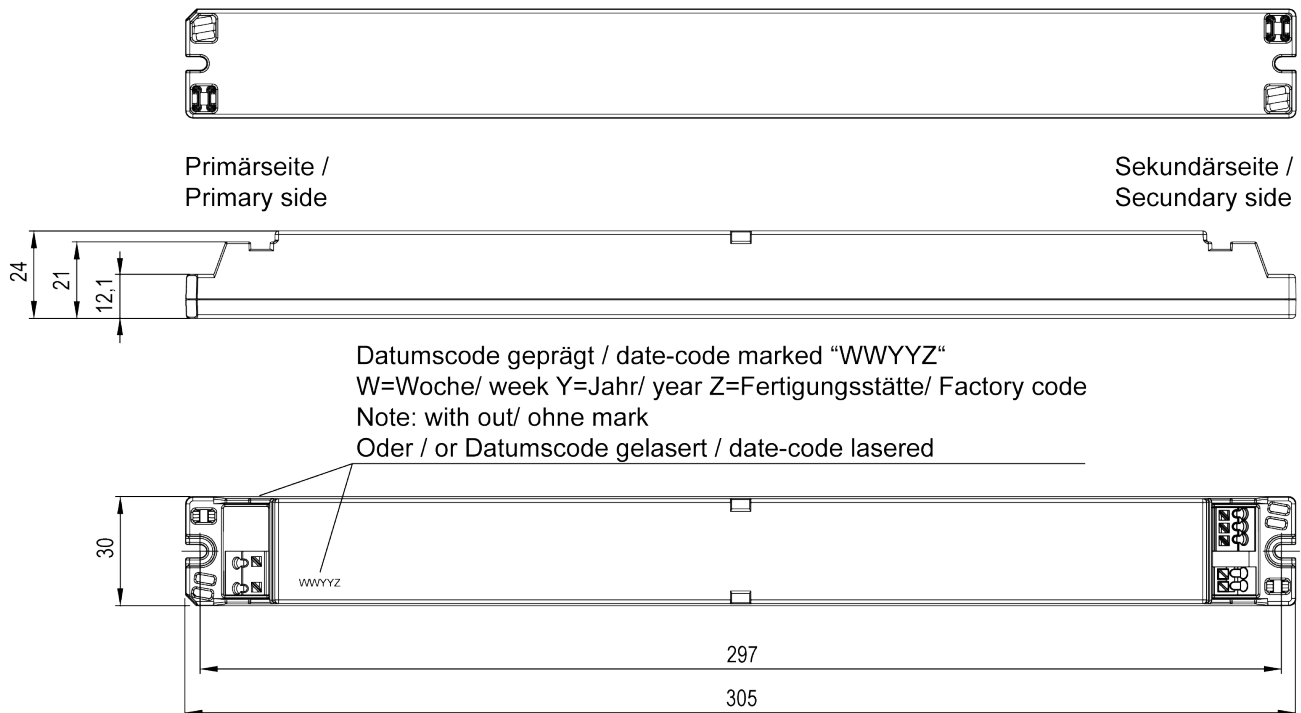 Primärseite /
Primary side
Sekundärseite /
Secundary side
24
21
12,1
Datumscode geprägt / date-code marked “WWYYZ“
W=Woche/ week Y=Jahr/ year Z=Fertigungsstätte/ Factory code
Note: with out/ ohne mark
Oder / or Datumscode gelasert / date-code lasered
30
WWYYZ
297
305